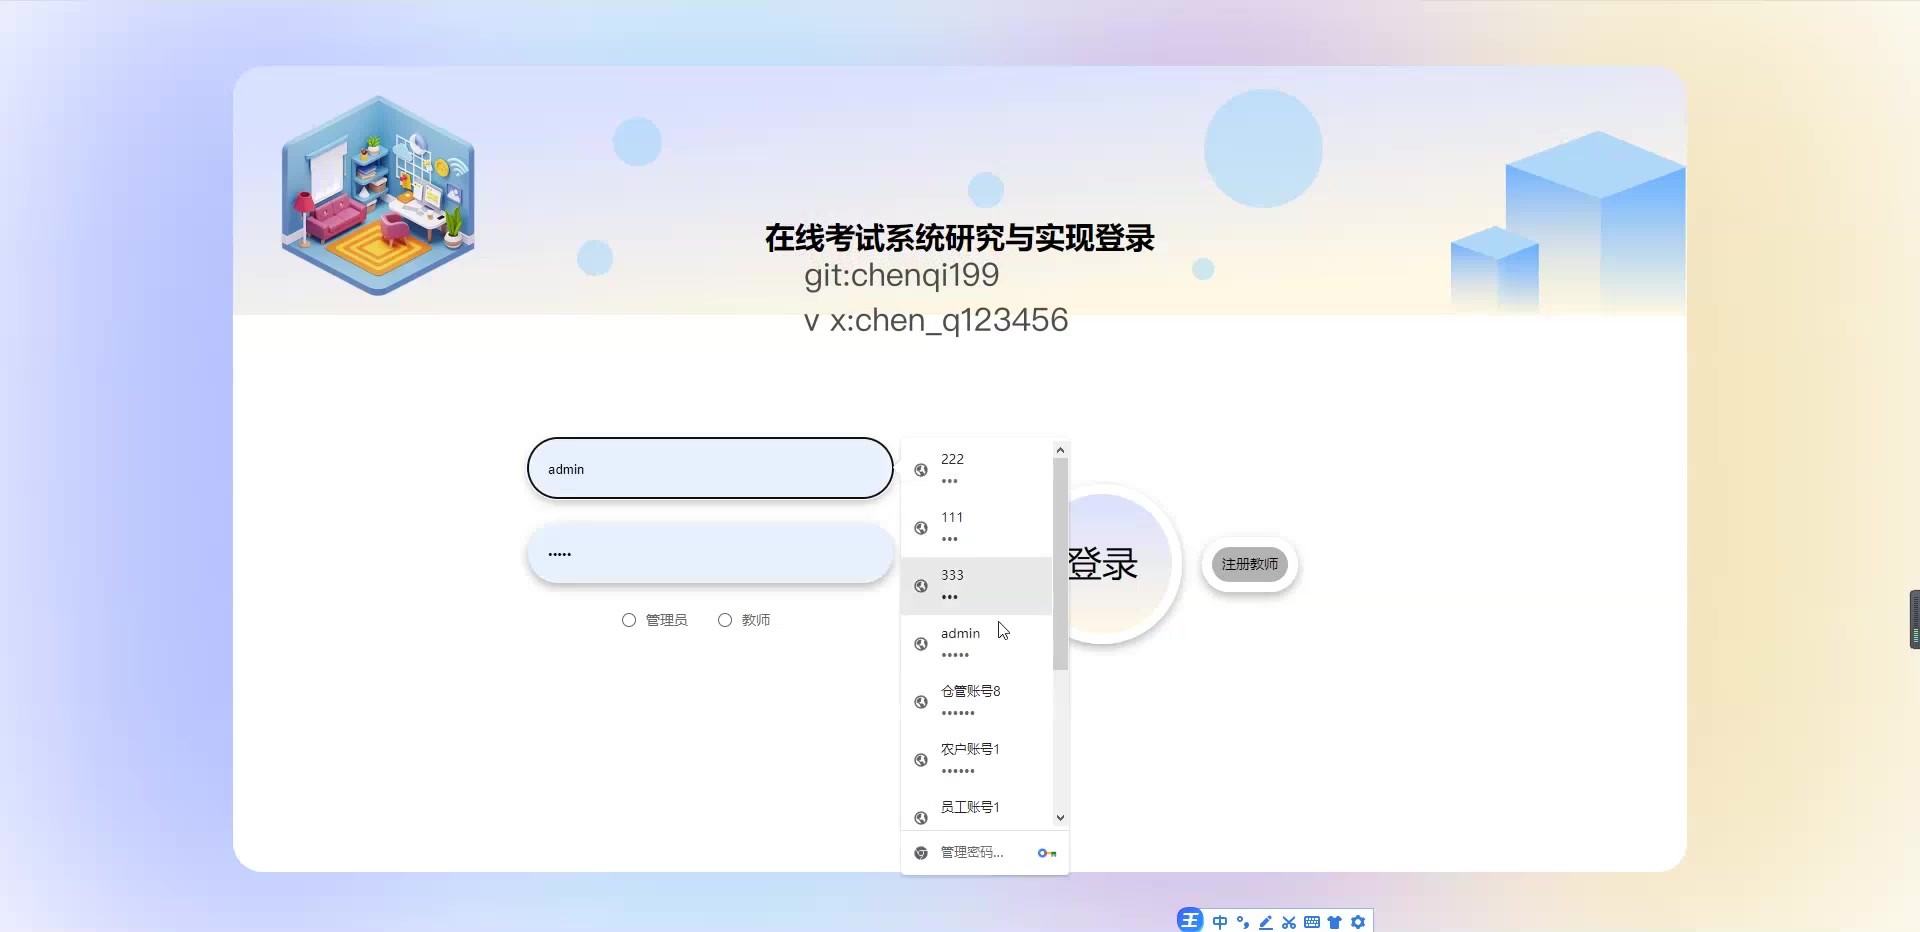 在线考试系统研究与实现登录
git:chenqi199
v x:chen_q123456
admin
•••••
管理员
教师
222
•••
111
•••
333
•••
admin
•••••
仓管账号8
••••••
农户账号1
••••••
员工账号1
管理密码...
登录
注册教师
王 中